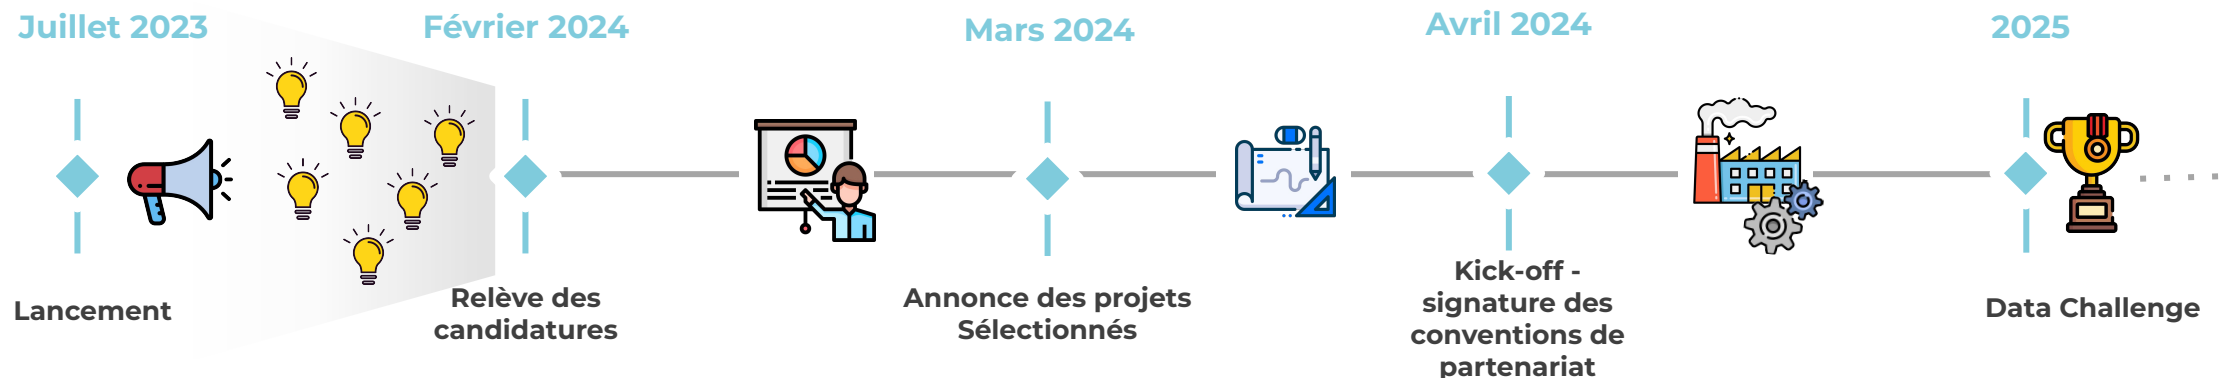 Juillet 2023
Février 2024
Mars 2024
Avril 2024
2025
Lancement
Relève des
candidatures
Annonce des projets
Sélectionnés
Kick-off -
signature des
conventions de
partenariat
Data Challenge